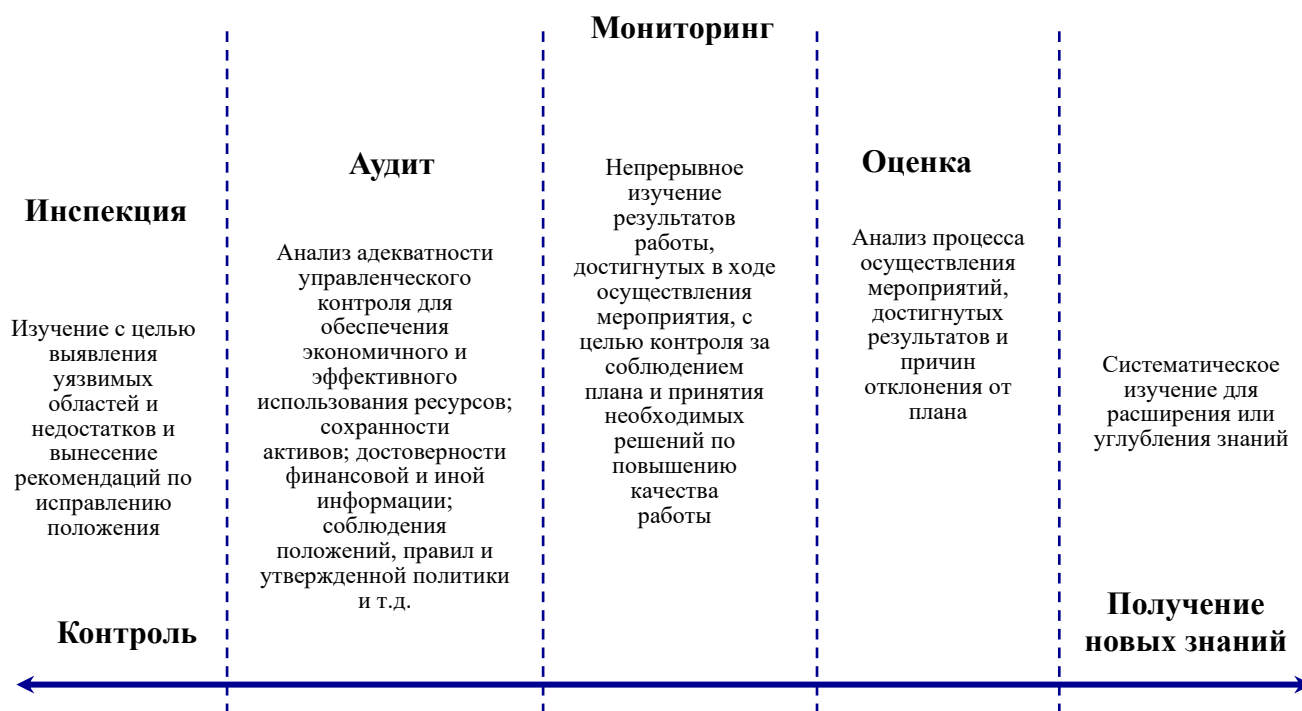 Инспекция
Изучение с целью
выявления
уязвимых
областей и
недостатков и
вынесение
рекомендаций по
исправлению
положения
Контроль
Аудит
Анализ адекватности
управленческого
контроля для
обеспечения
экономичного и
эффективного
использования ресурсов;
сохранности
активов; достоверности
финансовой и иной
информации;
соблюдения
положений, правил и
утвержденной политики
и т.д.
Мониторинг
Непрерывное
изучение
результатов
работы,
достигнутых в ходе
осуществления
мероприятия, с
целью контроля за
соблюдением
плана и принятия
необходимых
решений по
повышению
качества
работы
Оценка
Анализ процесса
осуществления
мероприятий,
достигнутых
результатов и
причин
отклонения от
плана
Систематическое
изучение для
расширения или
углубления знаний
Получение
новых знаний